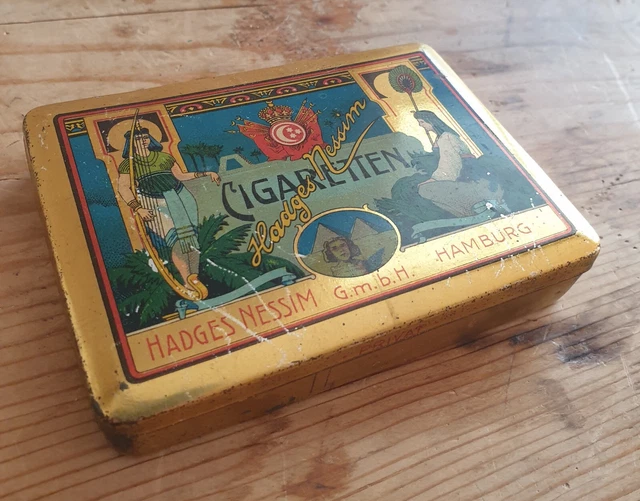 CIGARETTEN
Hadges Nessim
HADGES NESSIM G.m.b.H. HAMBURG